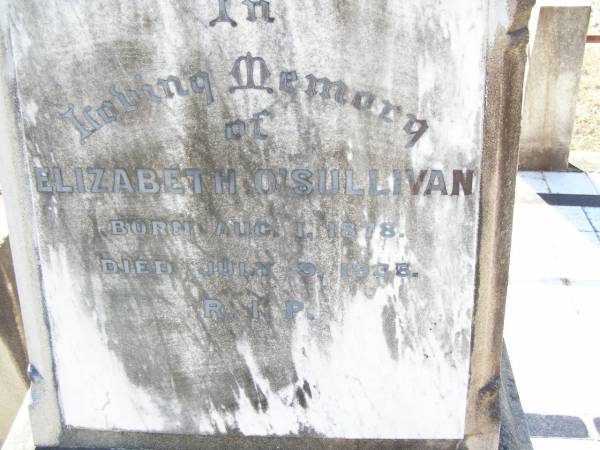 In
Loving Memory
of
ELIZABETH O'SULLIVAN
BORN AUG. 1, 1878.
DIED JULY 9, 1935.
R. I. P.